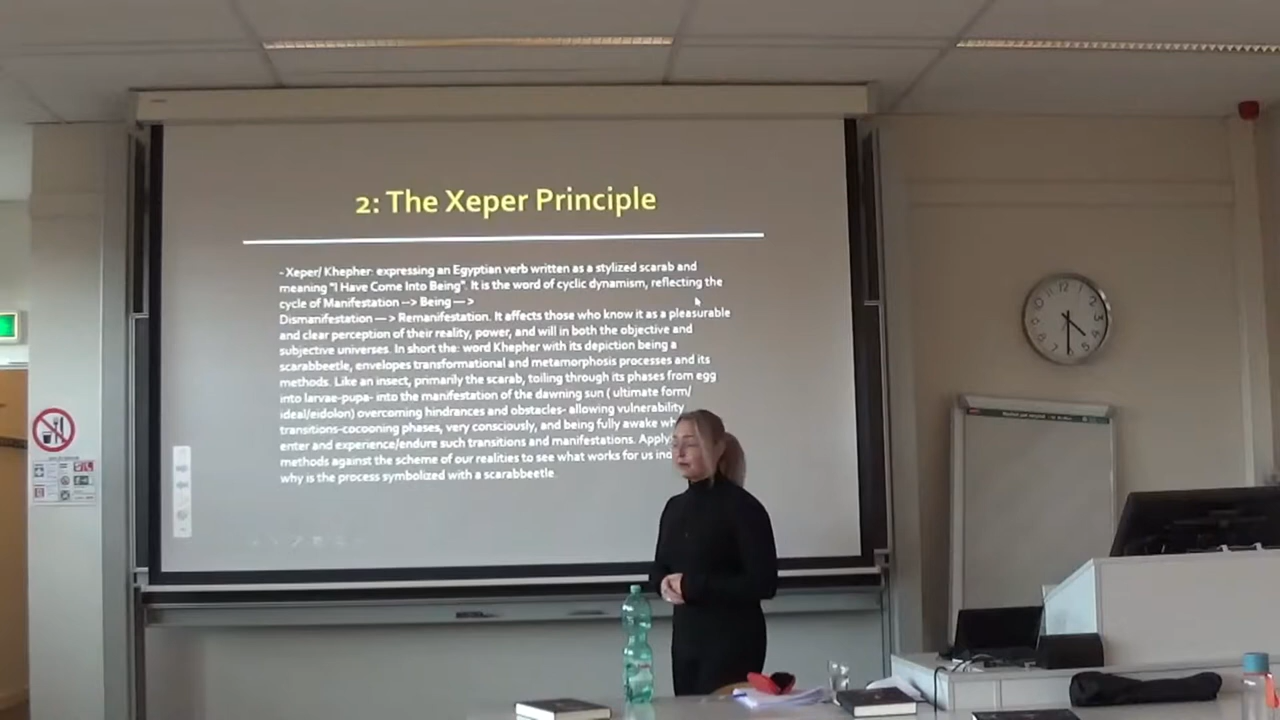 2: The Xeper Principle
- Xeper/ Khepher: expressing an Egyptian verb written as a stylized scarab and
meaning "I Have Come Into Being". It is the word of cyclic dynamism, reflecting the
cycle of Manifestation —> Being — >
Dismanifestation — > Remanifestation. It affects those who know it as a pleasurable
and clear perception of their reality, power, and will in both the objective and
subjective universes. In short the: word Khepher with its depiction being a
scarabbeetle, envelopes transformational and metamorphosis processes and its
methods. Like an insect, primarily the scarab, toiling through its phases from egg
into larvae-pupa- into the manifestation of the dawning sun ( ultimate form/
ideal/eidolon) overcoming hindrances and obstacles- allowing vulnerability
transitions-cocooning phases, very consciously, and being fully awake
enter and experience/endure such transitions and manifestations.
methods against the scheme of our realities to see what works for us
why is the process symbolized with a scarabbeetle.